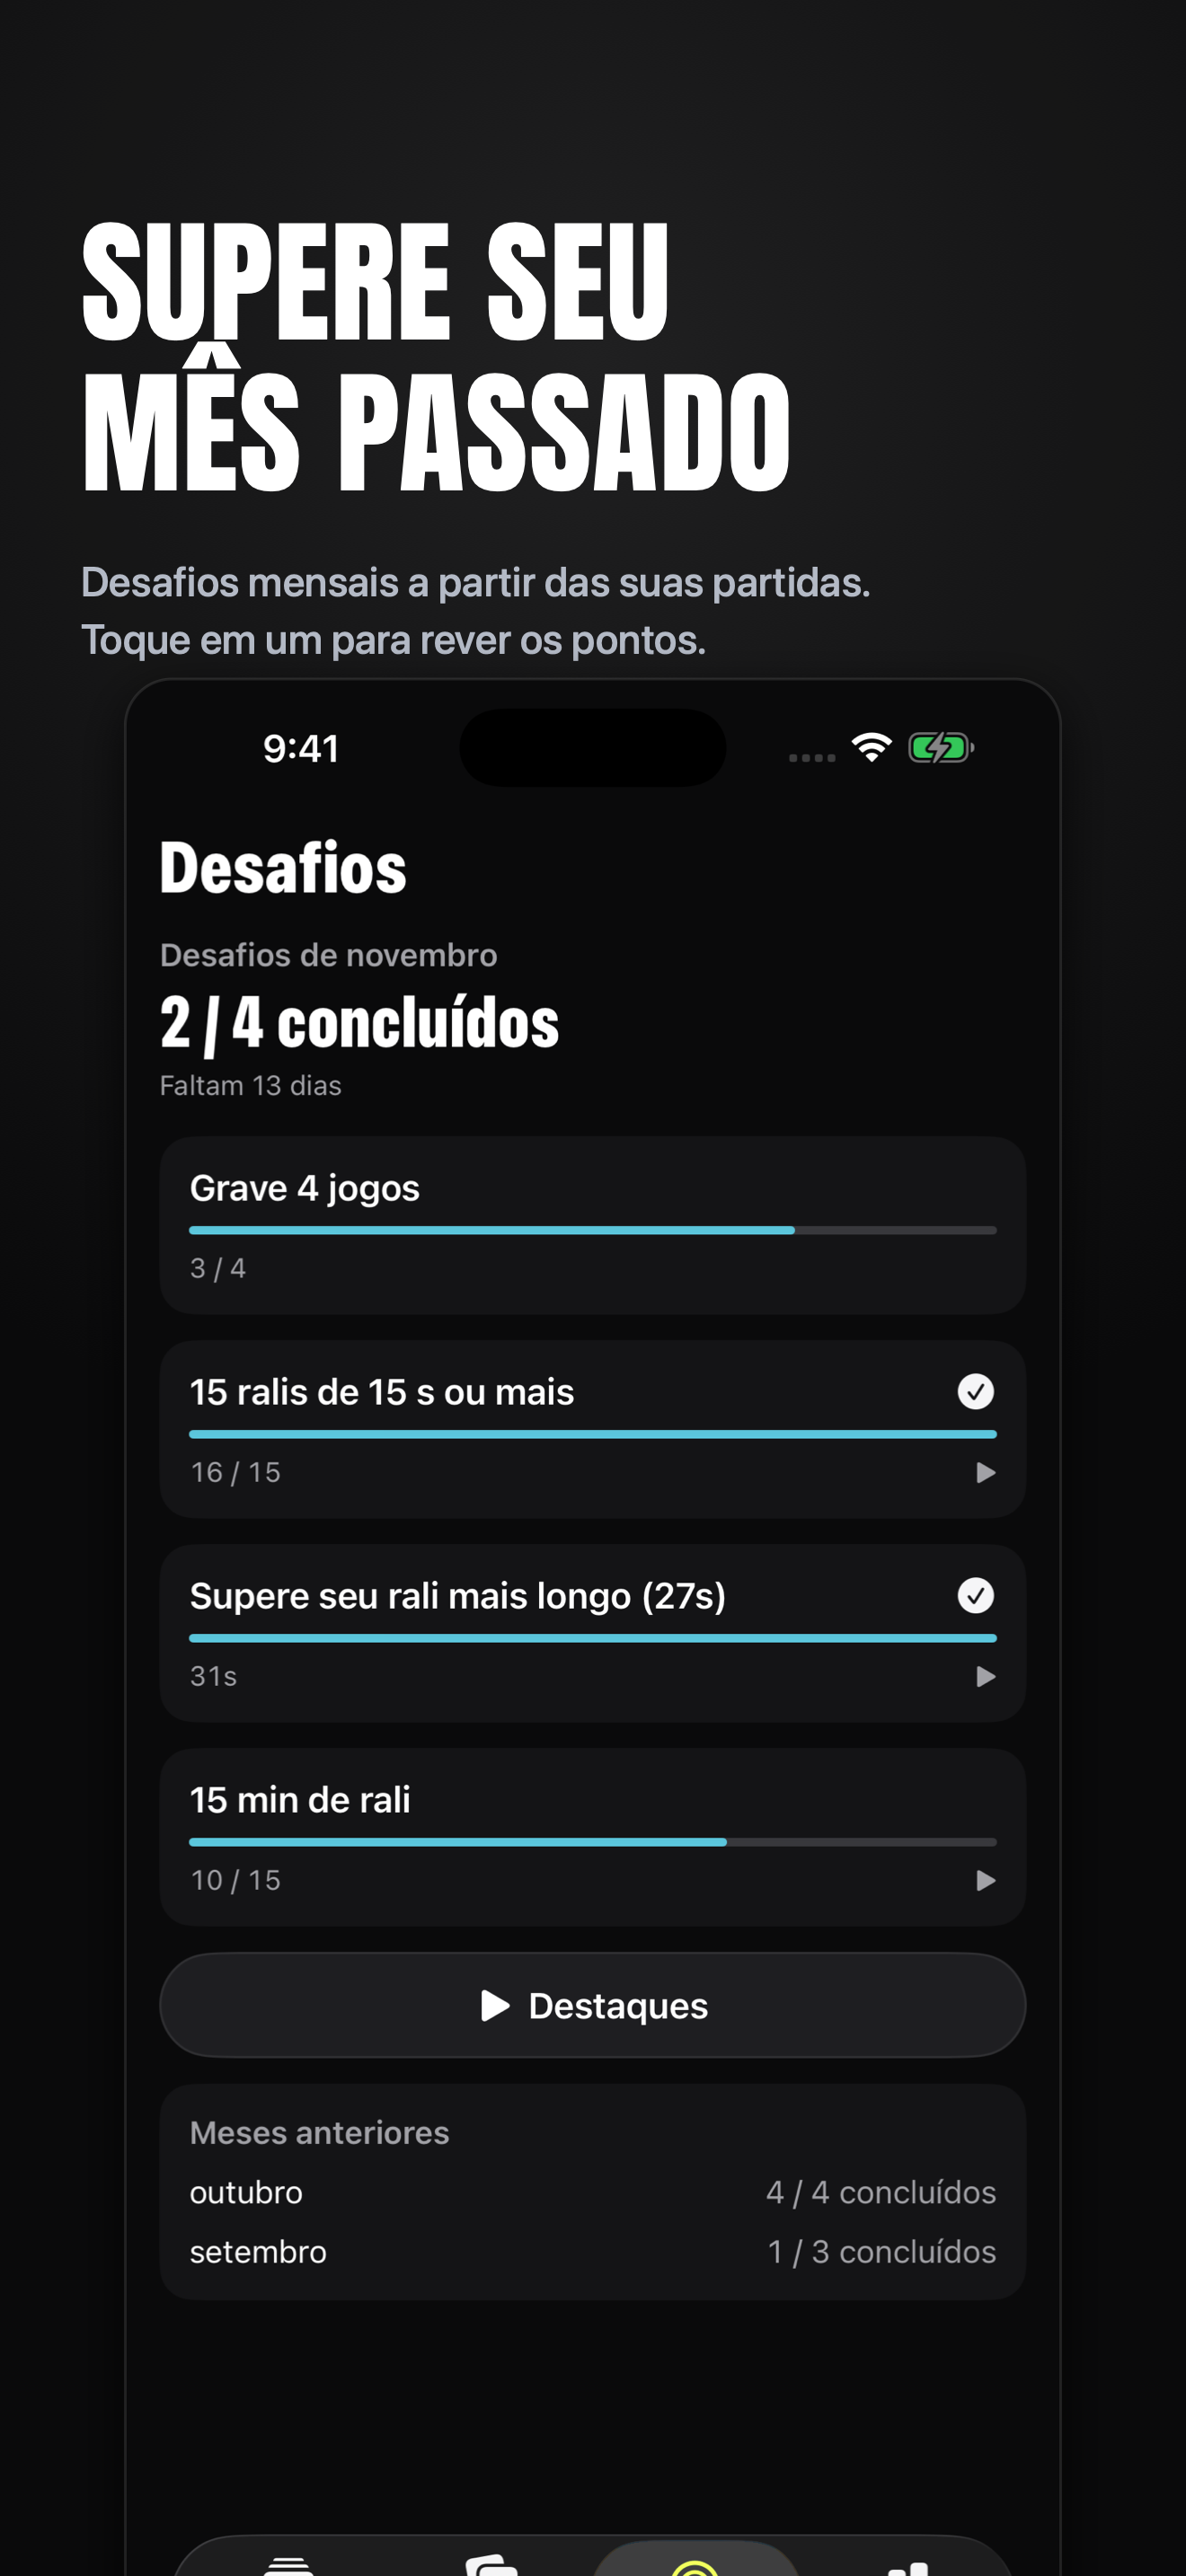 SUPERE SEU
MÊS PASSADO
Desafios mensais a partir das suas partidas.
Toque em um para rever os pontos.
9:41
Desafios
Desafios de novembro
2 / 4 concluídos
Faltam 13 dias
Grave 4 jogos
3 / 4
15 ralis de 15 s ou mais
16 / 15
Supere seu rali mais longo (27s)
31s
15 min de rali
10 / 15
Destaques
Meses anteriores
outubro 4 / 4 concluídos
setembro 1 / 3 concluídos